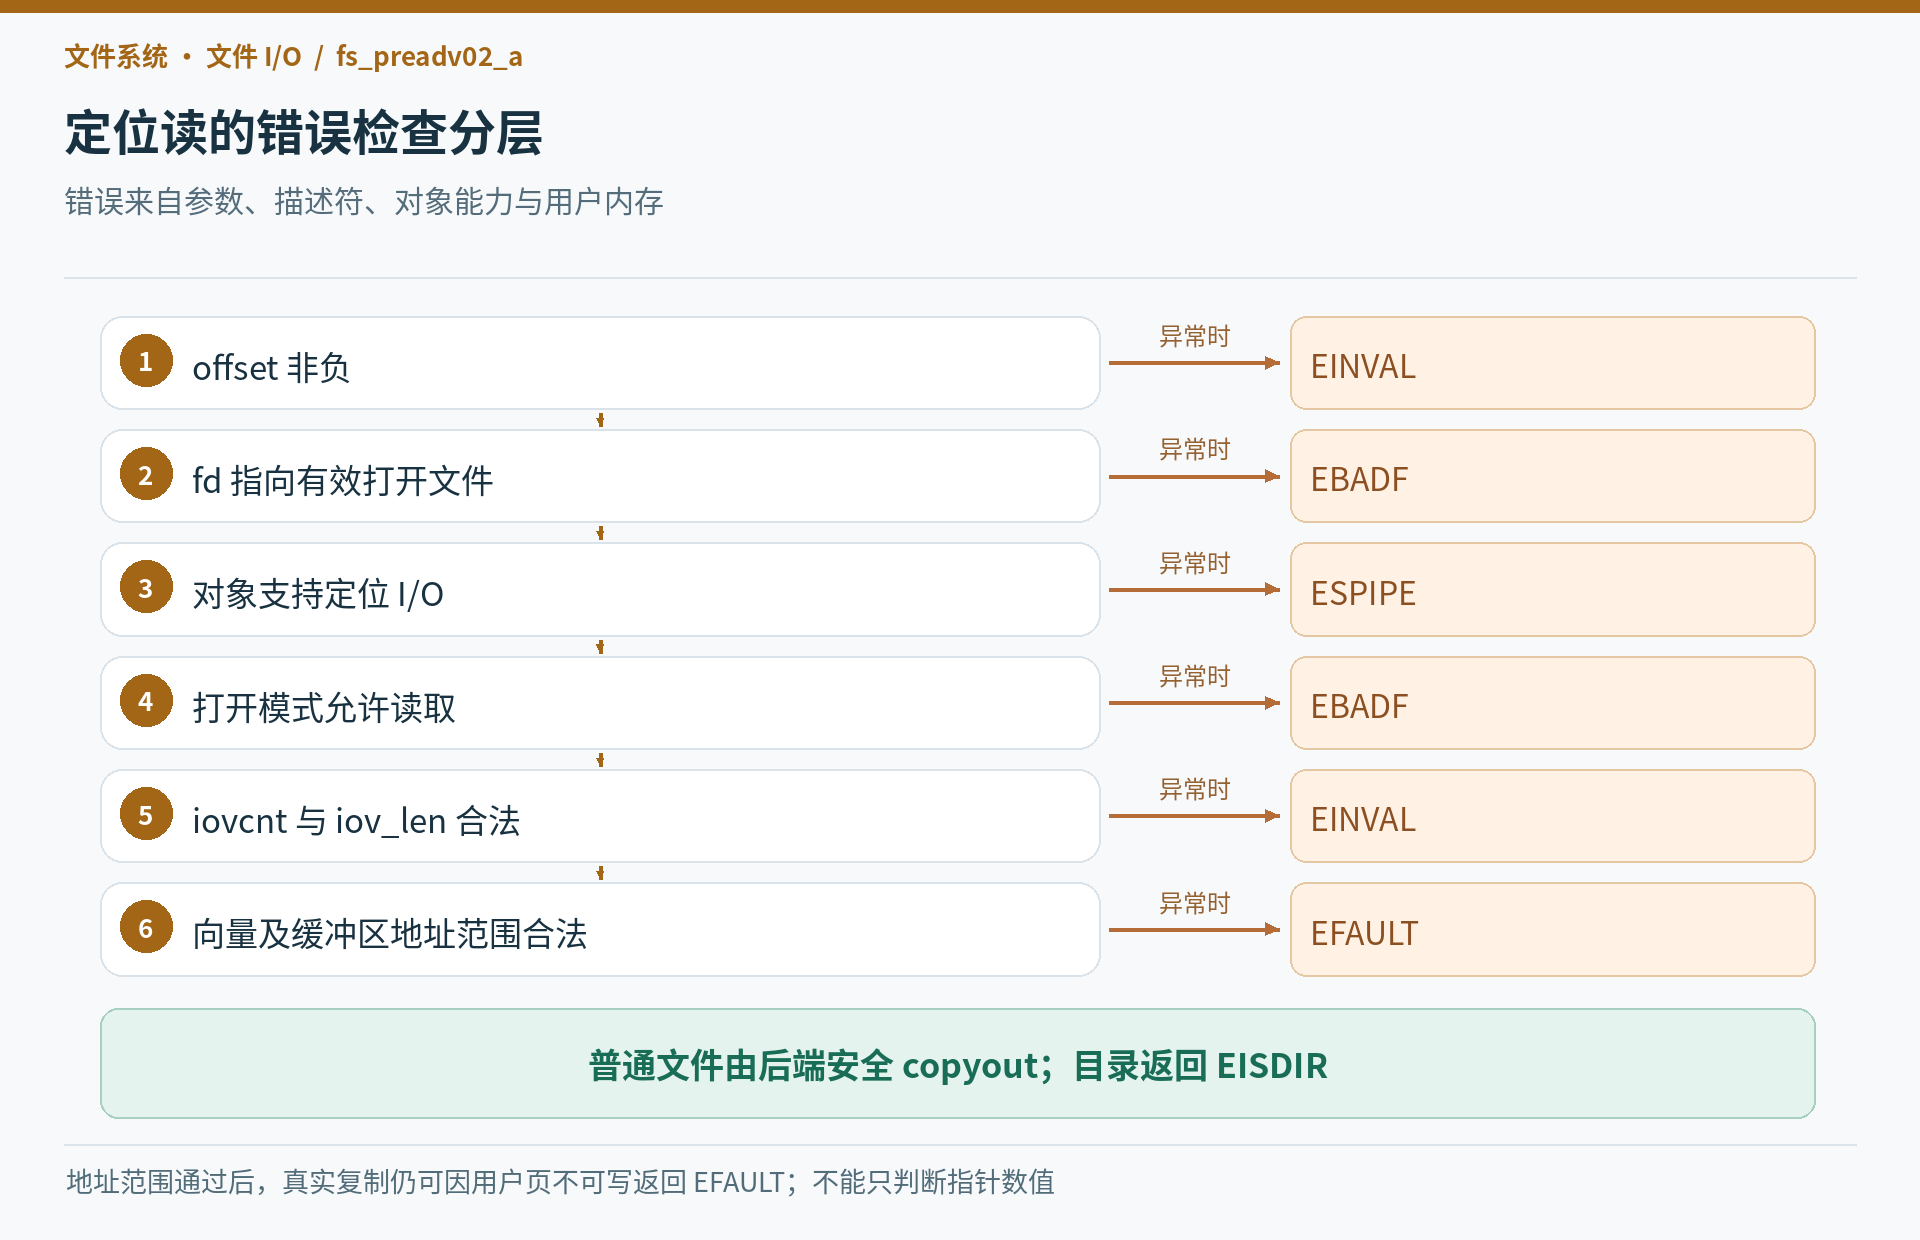 文件系统 · 文件 I/O / fs_preadv02_a
定位读的错误检查分层
错误来自参数、描述符、对象能力与用户内存
1 offset 非负
异常时
EINVAL
2 fd 指向有效打开文件
异常时
EBADF
3 对象支持定位 I/O
异常时
ESPIPE
4 打开模式允许读取
异常时
EBADF
5 iovcnt 与 iov_len 合法
异常时
EINVAL
6 向量及缓冲区地址范围合法
异常时
EFAULT
普通文件由后端安全 copyout；目录返回 EISDIR
地址范围通过后，真实复制仍可因用户页不可写返回 EFAULT；不能只判断指针数值